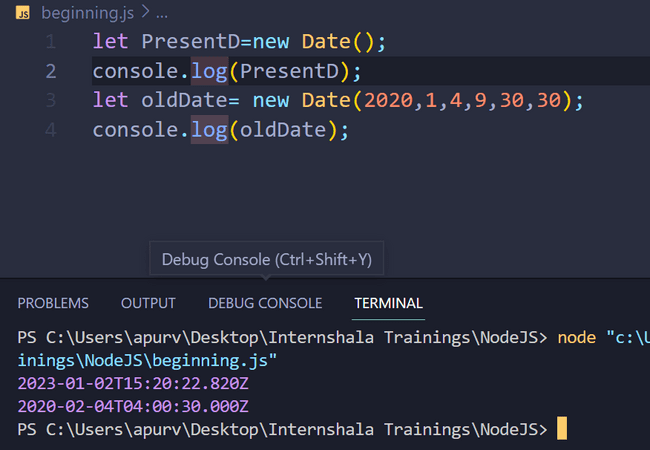 JS beginning.js > ...
1 let PresentD=new Date();
2 console.log(PresentD);
3 let oldDate= new Date(2020,1,4,9,30,30);
4 console.log(oldDate);
Debug Console (Ctrl+Shift+Y)
PROBLEMS OUTPUT DEBUG CONSOLE TERMINAL
PS C:\Users\apurv\Desktop\Internshala Trainings\NodeJS> node "c:\U
inings\NodeJS\beginning.js"
2023-01-02T15:20:22.820Z
2020-02-04T04:00:30.000Z
PS C:\Users\apurv\Desktop\Internshala Trainings\NodeJS>